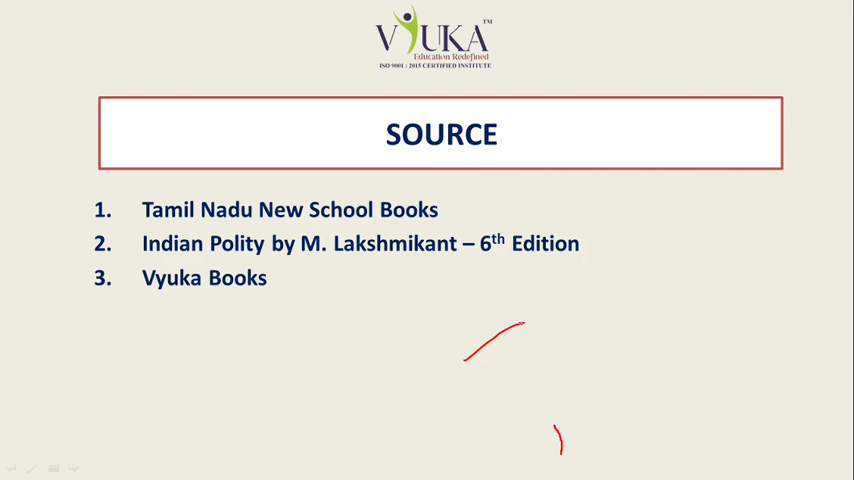 VYUKA™
Education Redefined
ISO 9001 : 2015 CERTIFIED INSTITUTE
SOURCE
1. Tamil Nadu New School Books
2. Indian Polity by M. Lakshmikant – 6th Edition
3. Vyuka Books